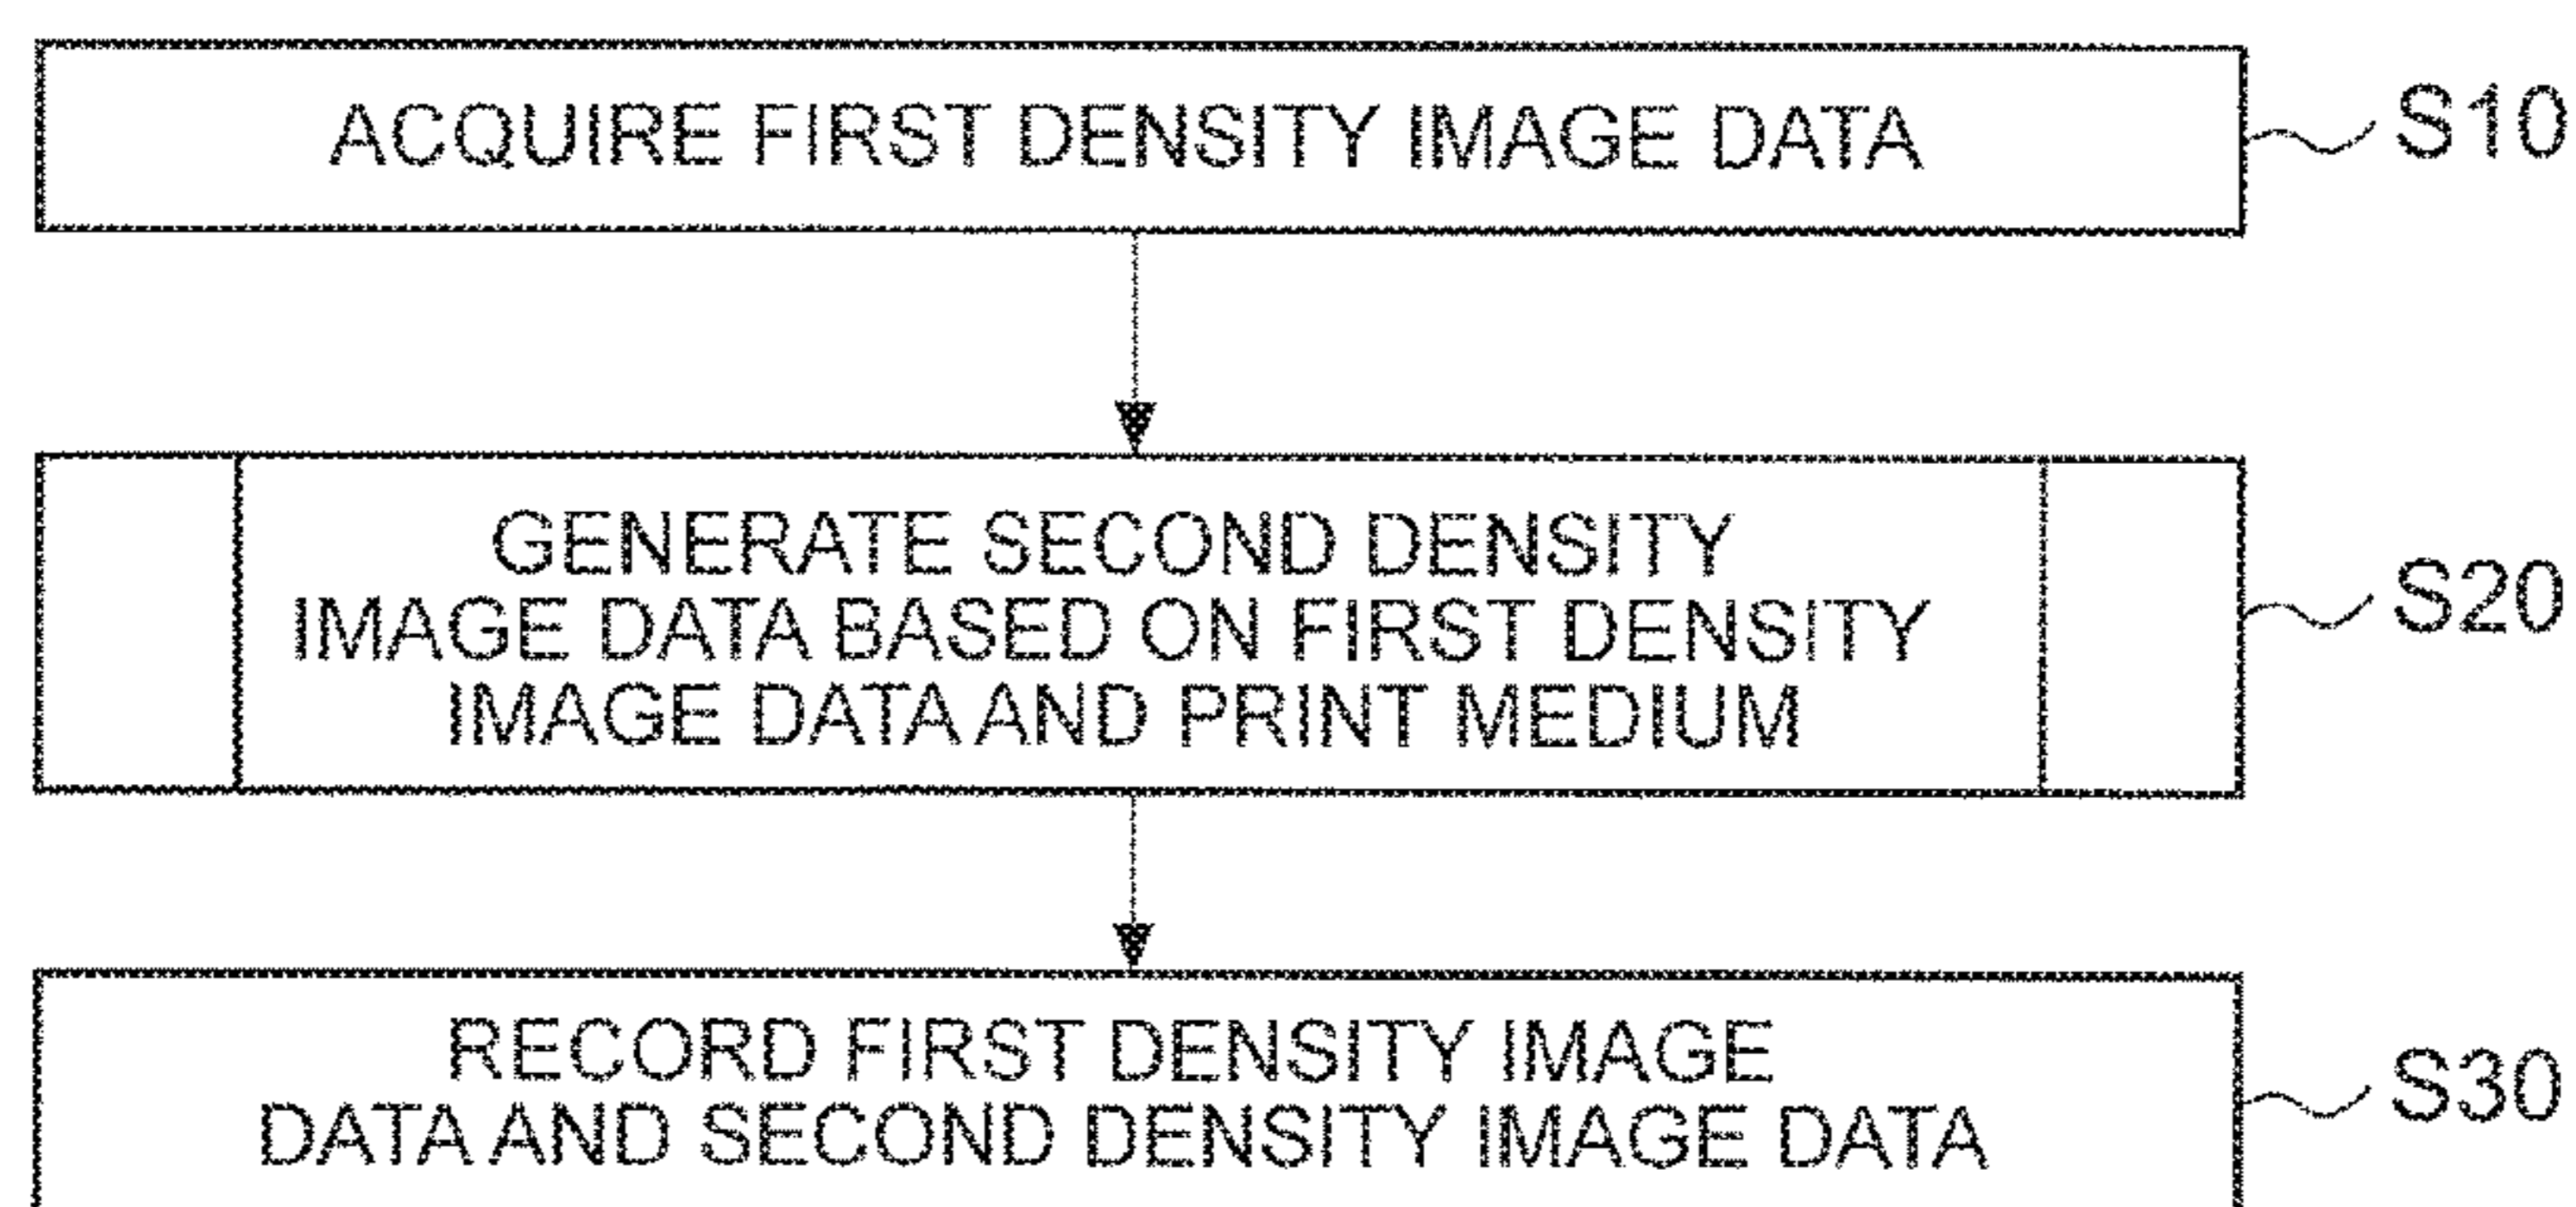 ACQUIRE FIRST DENSITY IMAGE DATA
S10
GENERATE SECOND DENSITY
IMAGE DATA BASED ON FIRST DENSITY
IMAGE DATA AND PRINT MEDIUM
S20
RECORD FIRST DENSITY IMAGE
DATA AND SECOND DENSITY IMAGE DATA
S30